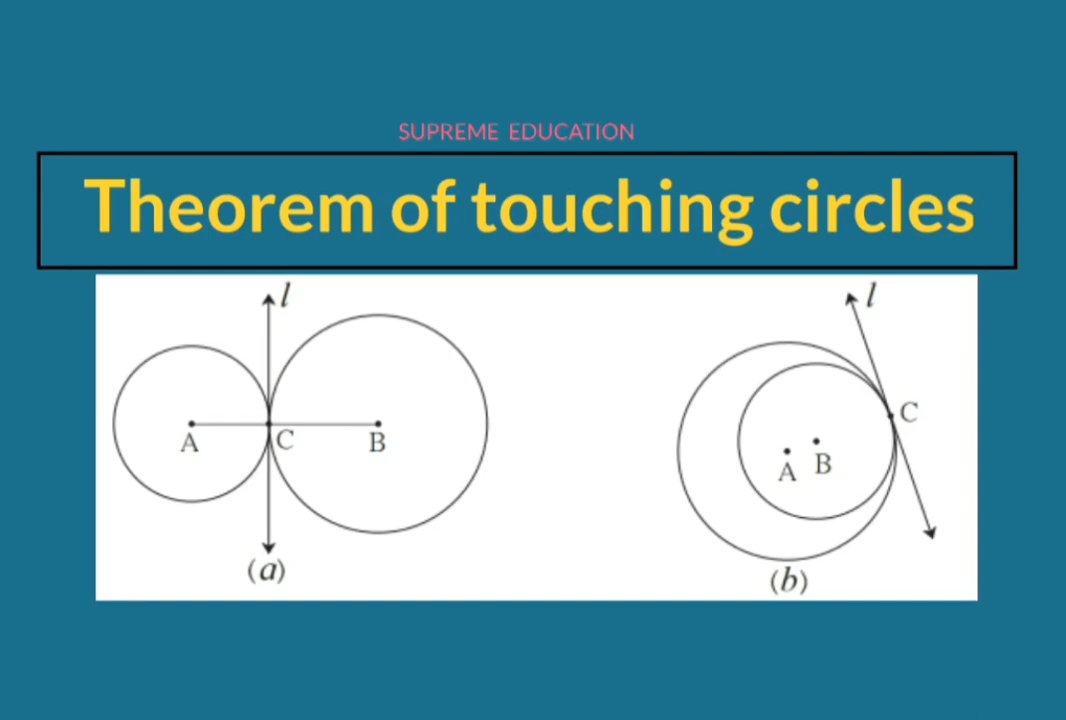 SUPREME EDUCATION
Theorem of touching circles
l
A C B
(a)
l
C
A B
(b)